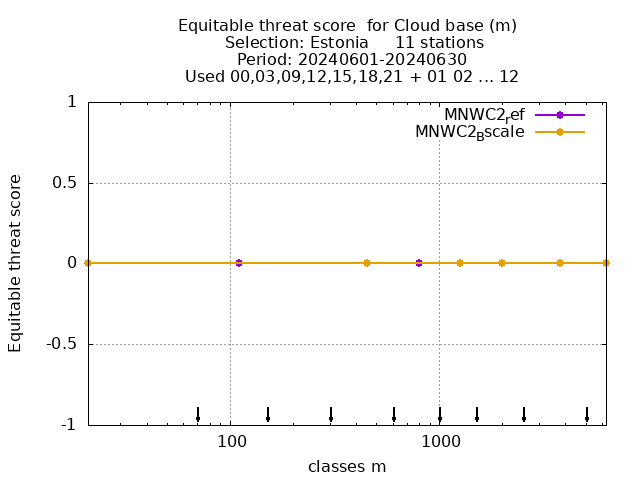 Equitable threat score  for Cloud base (m)
Selection: Estonia     11 stations
Period: 20240601-20240630
Used 00,03,09,12,15,18,21 + 01 02 ... 12
MNWC2_ref
MNWC2_Bscale
1
0.5
0
-0.5
-1
Equitable threat score
100
1000
classes m